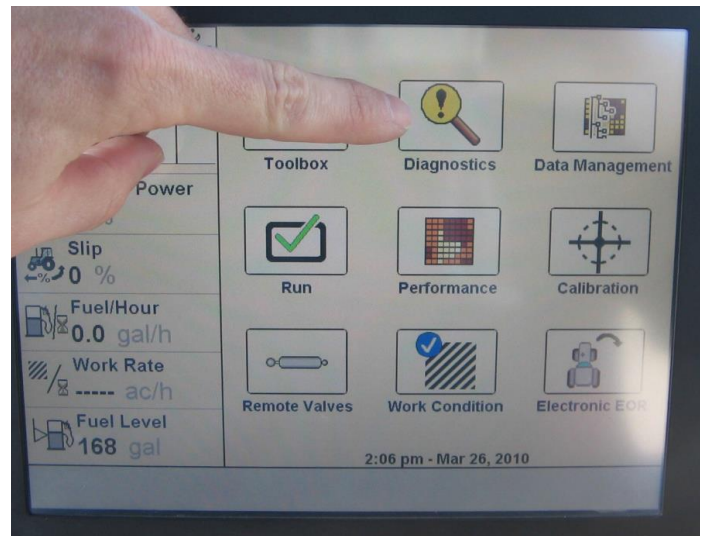 Toolbox
Diagnostics
Data Management
Power
Slip
0 %
Run
Performance
Calibration
Fuel/Hour
0.0 gal/h
Work Rate
----- ac/h
Remote Valves
Work Condition
Electronic EOR
Fuel Level
168 gal
2:06 pm - Mar 26, 2010